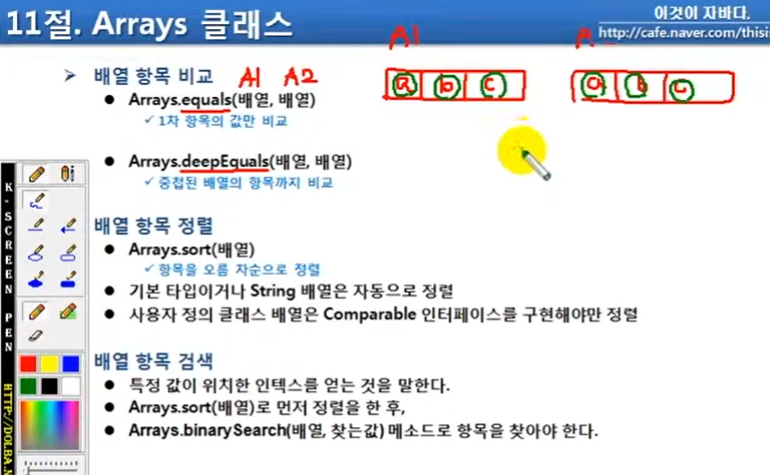 이것이 자바다.
11절. Arrays 클래스
http://cafe.naver.com/thisi
A1
배열 항목 비교 A1 A2
a b c
a b c
Arrays.equals(배열, 배열)
1차 항목의 값만 비교
Arrays.deepEquals(배열, 배열)
중첩된 배열의 항목까지 비교
배열 항목 정렬
Arrays.sort(배열)
항목을 오름 차순으로 정렬
기본 타입이거나 String 배열은 자동으로 정렬
사용자 정의 클래스 배열은 Comparable 인터페이스를 구현해야만 정렬
배열 항목 검색
특정 값이 위치한 인텍스를 얻는 것을 말한다.
Arrays.sort(배열)로 먼저 정렬을 한 후,
Arrays.binarySearch(배열, 찾는값) 메소드로 항목을 찾아야 한다.
K-SCREEN PEN
HTTP://DOLBA.N